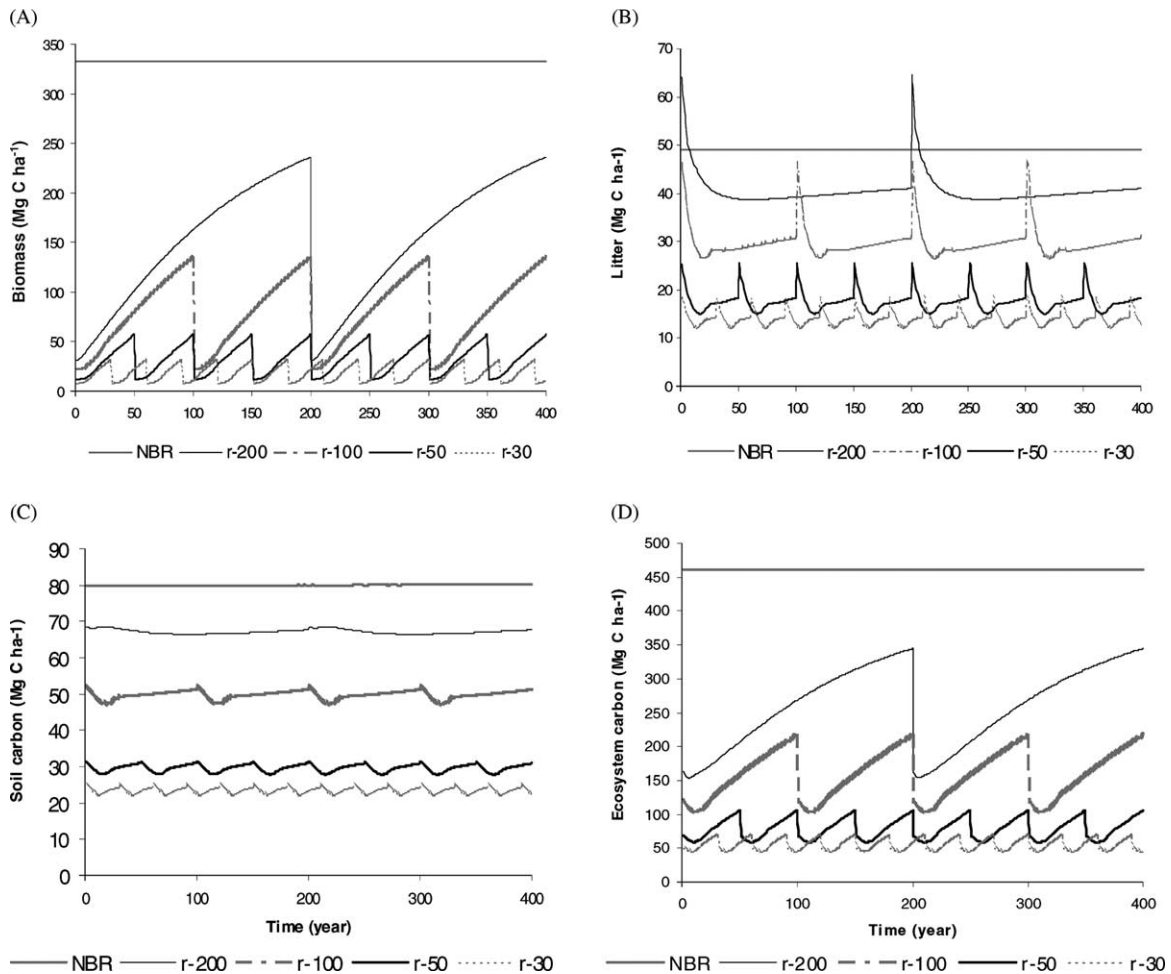 (A)
Biomass (Mg C ha⁻¹)
350
300
250
200
150
100
50
0
0 50 100 150 200 250 300 350 400
NBR r-200 r-100 r-50 r-30
(B)
Litter (Mg C ha-1)
70
60
50
40
30
20
10
0
0 50 100 150 200 250 300 350 400
NBR r-200 r-100 r-50 r-30
(C)
Soil carbon (Mg C ha-1)
90
80
70
60
50
40
30
20
10
0
0 100 200 300 400
Time (year)
NBR r-200 r-100 r-50 r-30
(D)
Ecosystem carbon (Mg C ha-1)
500
450
400
350
300
250
200
150
100
50
0
0 100 200 300 400
Time (year)
NBR r-200 r-100 r-50 r-30